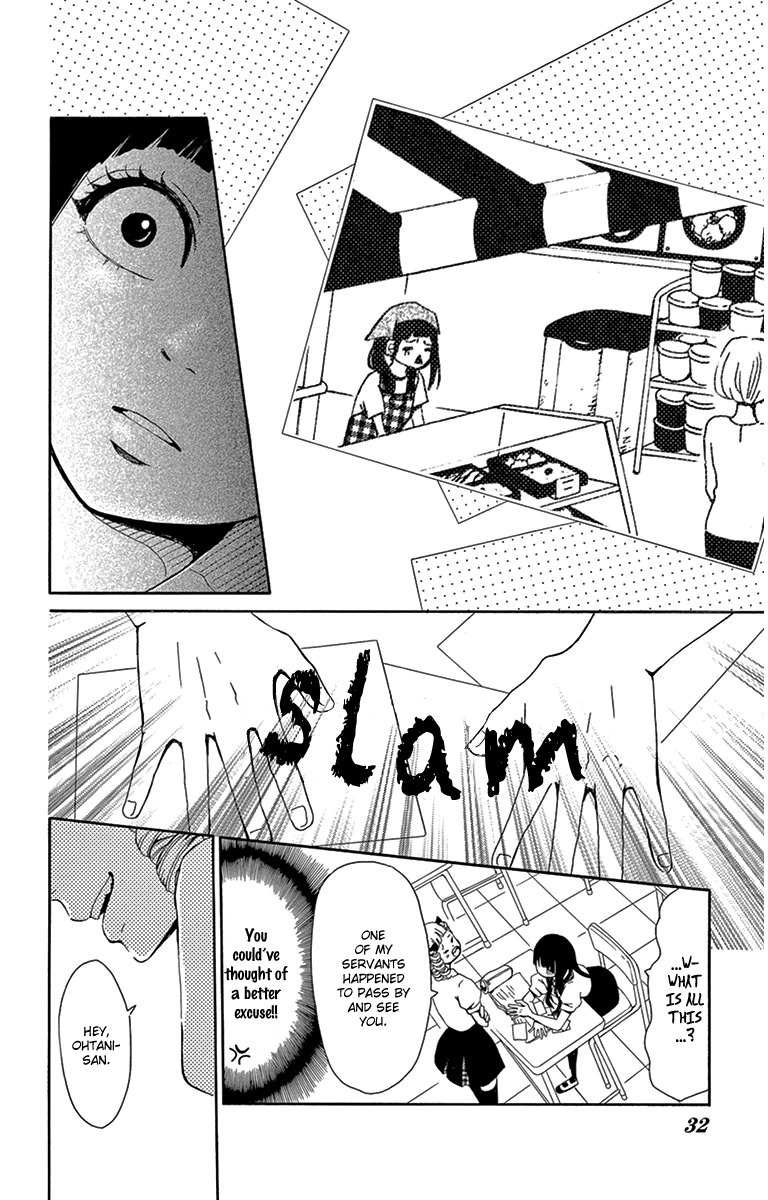 Slam
...W-
WHAT
IS ALL
THIS
...?
ONE
OF MY
SERVANTS
HAPPENED
TO PASS BY
AND SEE
YOU.
You
could've
thought of
a better
excuse!!
HEY,
OHTANI-
SAN.
32